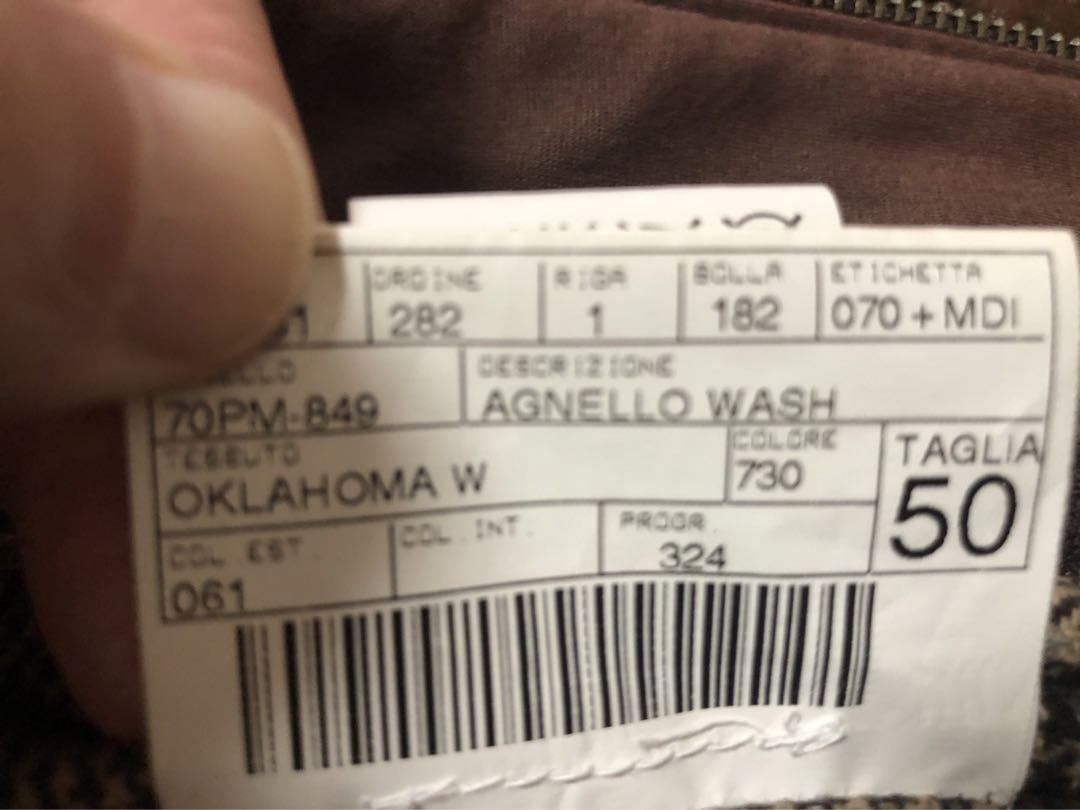 ORDINE RIGA BOLLA ETICHETTA
282 1 182 070+MDI
DESCRIZIONE
70PM-849 AGNELLO WASH
TESSUTO COLORE TAGLIA
OKLAHOMA W 730 50
COL. EST COL. INT. PROGR.
061 324